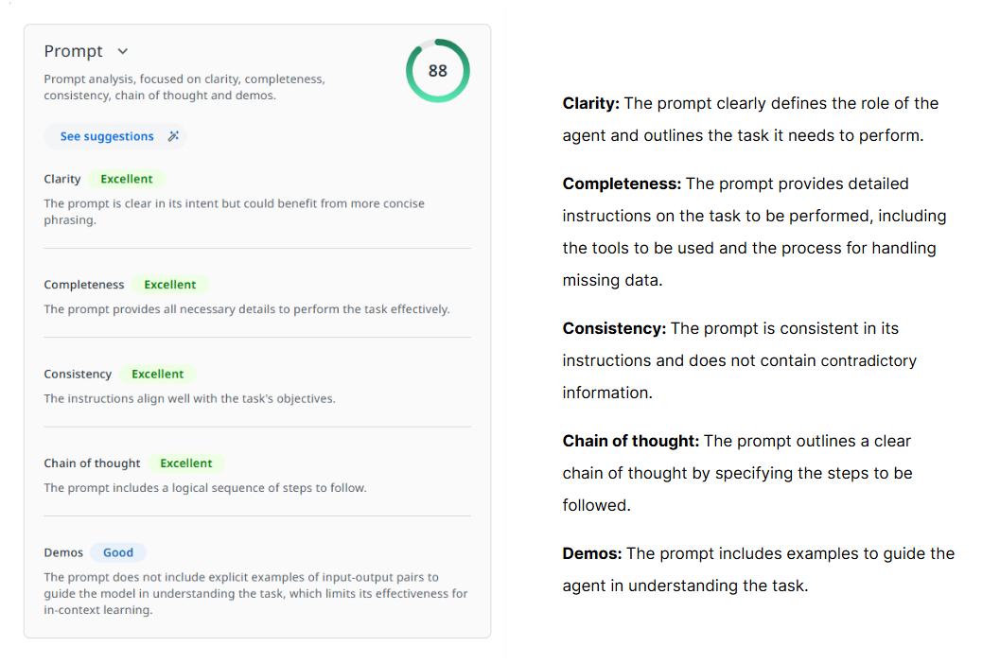 Prompt
88
Prompt analysis, focused on clarity, completeness,
consistency, chain of thought and demos.
See suggestions
Clarity Excellent
The prompt is clear in its intent but could benefit from more concise
phrasing.
Completeness Excellent
The prompt provides all necessary details to perform the task effectively.
Consistency Excellent
The instructions align well with the task's objectives.
Chain of thought Excellent
The prompt includes a logical sequence of steps to follow.
Demos Good
The prompt does not include explicit examples of input-output pairs to
guide the model in understanding the task, which limits its effectiveness for
in-context learning.
Clarity: The prompt clearly defines the role of the
agent and outlines the task it needs to perform.
Completeness: The prompt provides detailed
instructions on the task to be performed, including
the tools to be used and the process for handling
missing data.
Consistency: The prompt is consistent in its
instructions and does not contain contradictory
information.
Chain of thought: The prompt outlines a clear
chain of thought by specifying the steps to be
followed.
Demos: The prompt includes examples to guide the
agent in understanding the task.